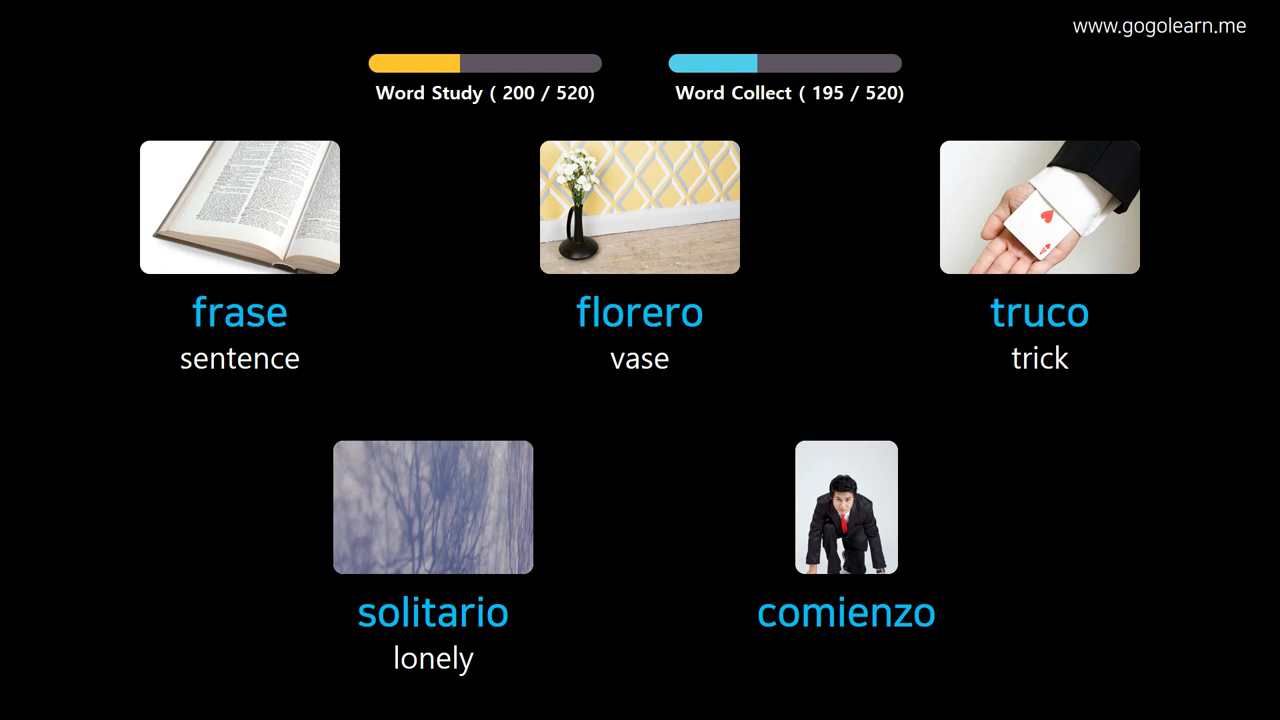 www.gogolearn.me
Word Study ( 200 / 520)
Word Collect ( 195 / 520)
frase
sentence
florero
vase
truco
trick
solitario
lonely
comienzo